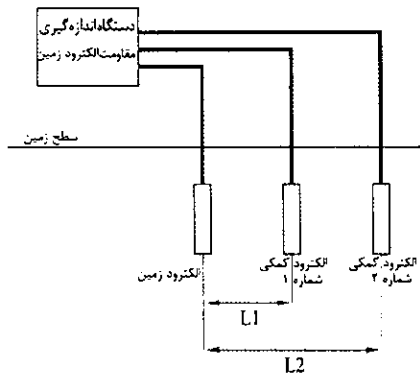 دستگاه اندازه گیری
مقاومت الکترود زمین
سطح زمین
الکترود زمین
الکترود کمکی
شماره ۱
الکترود کمکی
شماره ۲
L1
L2